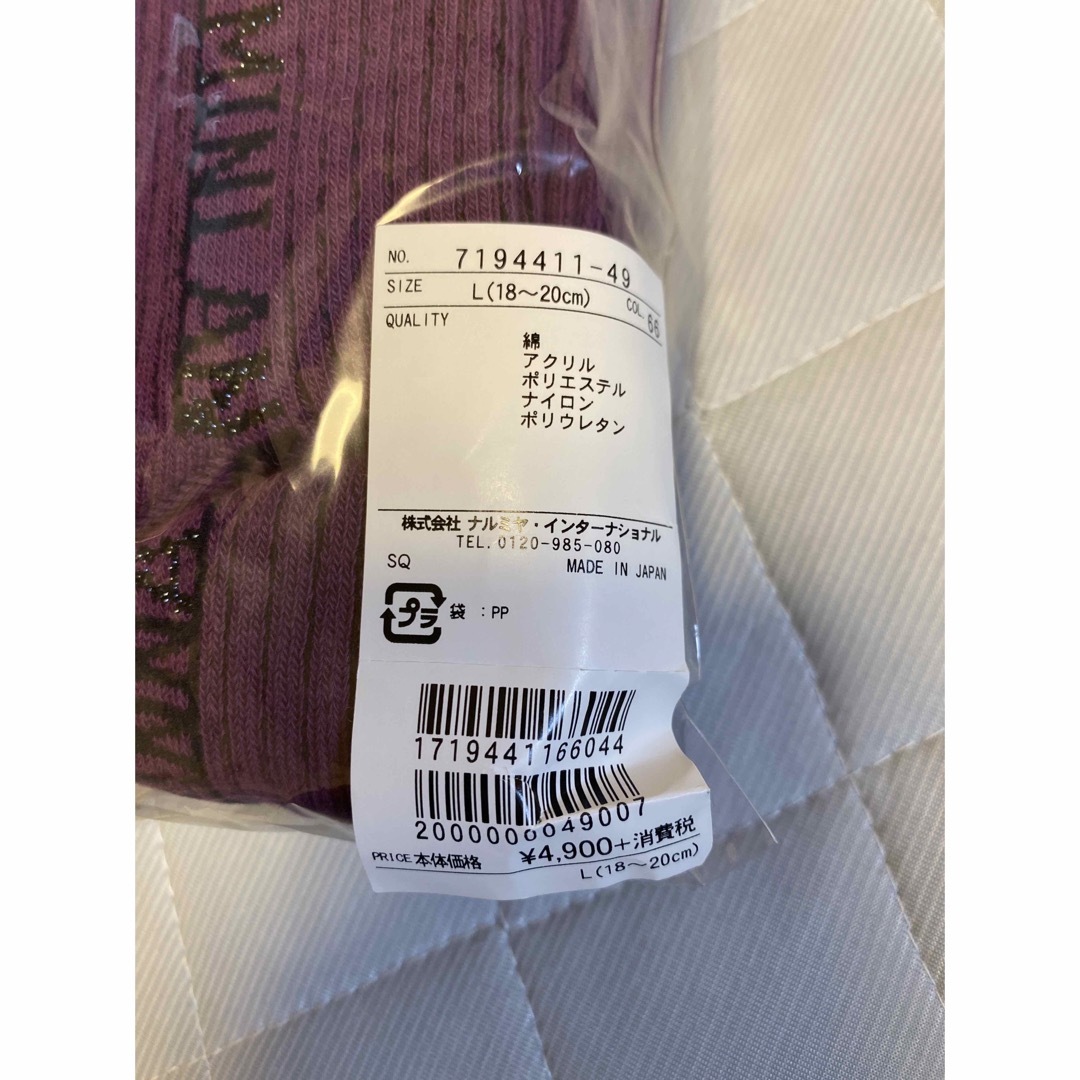 MINI
NO. 7194411-49
SIZE L(18〜20cm) COL. 66
QUALITY
綿
アクリル
ポリエステル
ナイロン
ポリウレタン
株式会社 ナルミヤ・インターナショナル
TEL. 0120-985-080
SQ MADE IN JAPAN
プラ 袋 : PP
1719441166044
2000000049007
PRICE 本体価格 ¥4,900+消費税
L(18〜20cm)